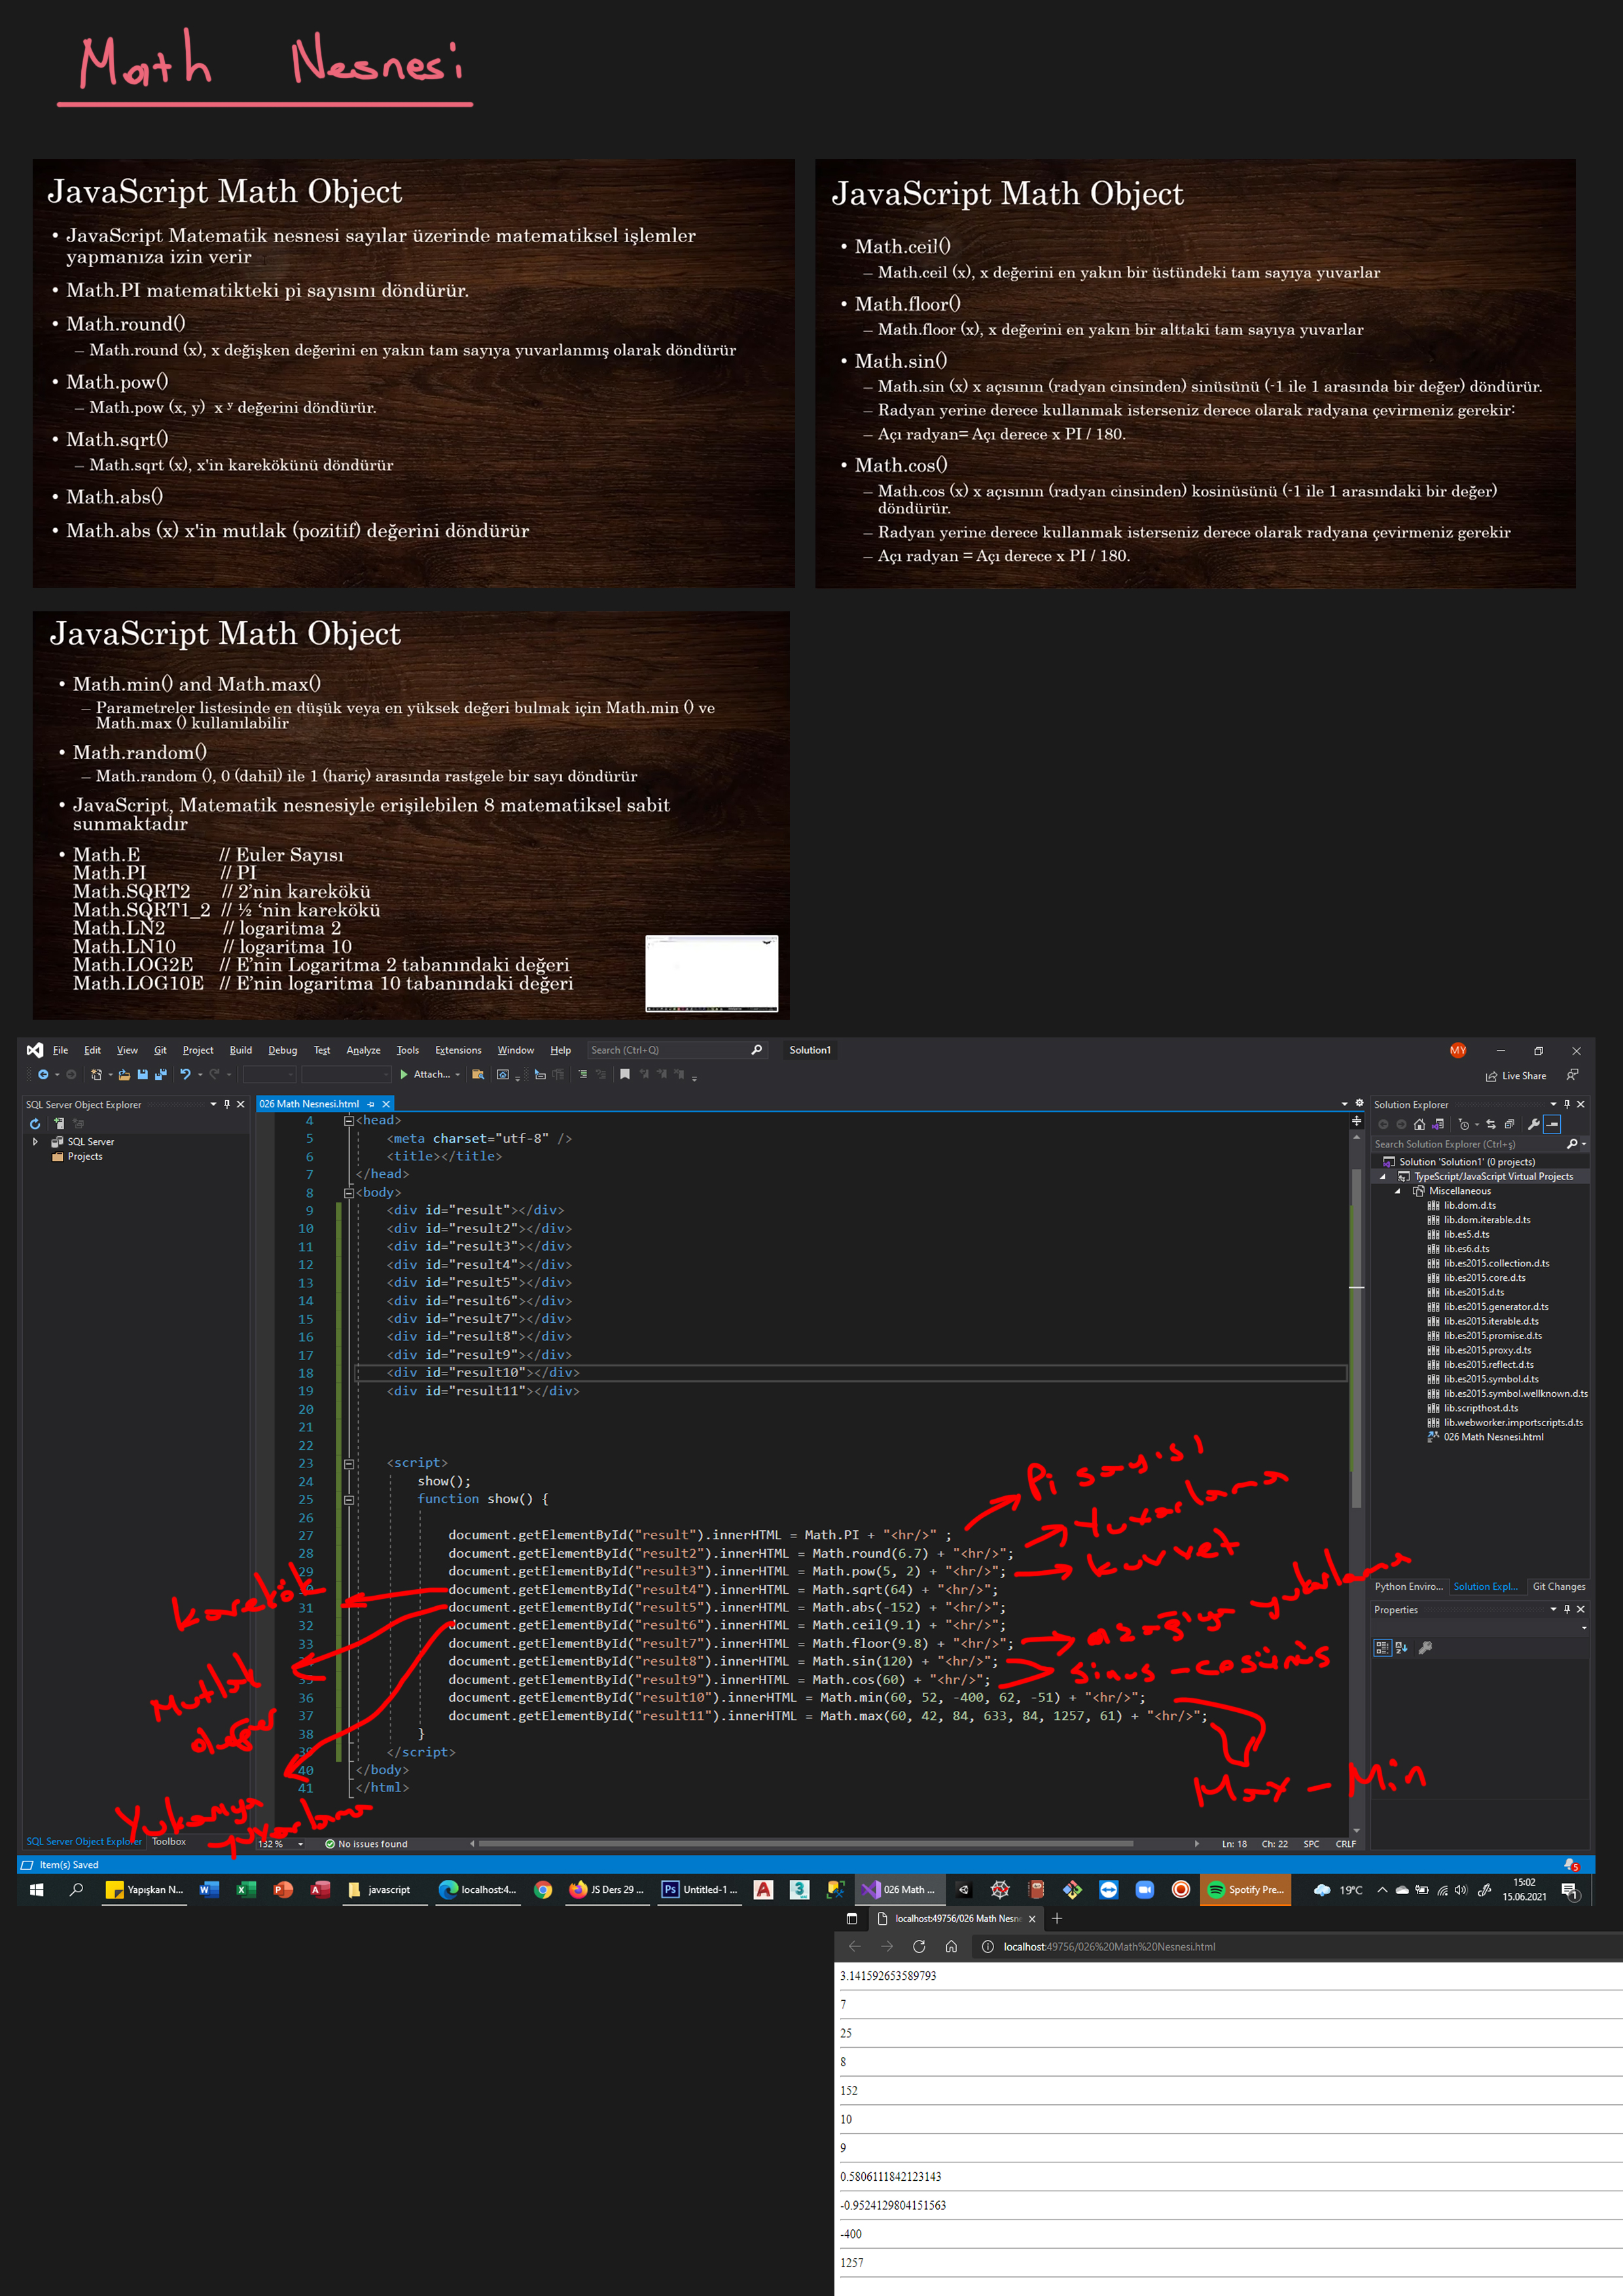 Math Nesnesi
JavaScript Math Object
• JavaScript Matematik nesnesi sayılar üzerinde matematiksel işlemler
yapmanıza izin verir
• Math.PI matematikteki pi sayısını döndürür.
• Math.round()
– Math.round (x), x değişken değerini en yakın tam sayıya yuvarlanmış olarak döndürür
• Math.pow()
– Math.pow (x, y) x ʸ değerini döndürür.
• Math.sqrt()
– Math.sqrt (x), x'in karekökünü döndürür
• Math.abs()
• Math.abs (x) x'in mutlak (pozitif) değerini döndürür
JavaScript Math Object
• Math.ceil()
– Math.ceil (x), x değerini en yakın bir üstündeki tam sayıya yuvarlar
• Math.floor()
– Math.floor (x), x değerini en yakın bir alttaki tam sayıya yuvarlar
• Math.sin()
– Math.sin (x) x açısının (radyan cinsinden) sinüsünü (-1 ile 1 arasında bir değer) döndürür.
– Radyan yerine derece kullanmak isterseniz derece olarak radyana çevirmeniz gerekir:
– Açı radyan= Açı derece x PI / 180.
• Math.cos()
– Math.cos (x) x açısının (radyan cinsinden) kosinüsünü (-1 ile 1 arasındaki bir değer)
döndürür.
– Radyan yerine derece kullanmak isterseniz derece olarak radyana çevirmeniz gerekir
– Açı radyan = Açı derece x PI / 180.
JavaScript Math Object
• Math.min() and Math.max()
– Parametreler listesinde en düşük veya en yüksek değeri bulmak için Math.min () ve
Math.max () kullanılabilir
• Math.random()
– Math.random (), 0 (dahil) ile 1 (hariç) arasında rastgele bir sayı döndürür
• JavaScript, Matematik nesnesiyle erişilebilen 8 matematiksel sabit
sunmaktadır
• Math.E // Euler Sayısı
Math.PI // PI
Math.SQRT2 // 2’nin karekökü
Math.SQRT1_2 // ½ ‘nin karekökü
Math.LN2 // logaritma 2
Math.LN10 // logaritma 10
Math.LOG2E // E’nin Logaritma 2 tabanındaki değeri
Math.LOG10E // E’nin logaritma 10 tabanındaki değeri
File Edit View Git Project Build Debug Test Analyze Tools Extensions Window Help Search (Ctrl+Q) Solution1 MY
Attach... Live Share
SQL Server Object Explorer
SQL Server
Projects
026 Math Nesnesi.html
4 <head>
5 <meta charset="utf-8" />
6 <title></title>
7 </head>
8 <body>
9 <div id="result"></div>
10 <div id="result2"></div>
11 <div id="result3"></div>
12 <div id="result4"></div>
13 <div id="result5"></div>
14 <div id="result6"></div>
15 <div id="result7"></div>
16 <div id="result8"></div>
17 <div id="result9"></div>
18 <div id="result10"></div>
19 <div id="result11"></div>
20
21
22
23 <script>
24 show();
25 function show() {
26
27 document.getElementById("result").innerHTML = Math.PI + "<hr/>" ;
28 document.getElementById("result2").innerHTML = Math.round(6.7) + "<hr/>";
29 document.getElementById("result3").innerHTML = Math.pow(5, 2) + "<hr/>";
30 document.getElementById("result4").innerHTML = Math.sqrt(64) + "<hr/>";
31 document.getElementById("result5").innerHTML = Math.abs(-152) + "<hr/>";
32 document.getElementById("result6").innerHTML = Math.ceil(9.1) + "<hr/>";
33 document.getElementById("result7").innerHTML = Math.floor(9.8) + "<hr/>";
34 document.getElementById("result8").innerHTML = Math.sin(120) + "<hr/>";
35 document.getElementById("result9").innerHTML = Math.cos(60) + "<hr/>";
36 document.getElementById("result10").innerHTML = Math.min(60, 52, -400, 62, -51) + "<hr/>";
37 document.getElementById("result11").innerHTML = Math.max(60, 42, 84, 633, 84, 1257, 61) + "<hr/>";
38 }
39 </script>
40 </body>
41 </html>
Pi sayısı
Yuvarlama
kuvvet
aşağıya yuvarlama
Sinus - cosünüs
Max - Min
karekök
Mutlak
değer
Yukarıya
yuvarlama
Solution Explorer
Search Solution Explorer (Ctrl+ş)
Solution 'Solution1' (0 projects)
TypeScript/JavaScript Virtual Projects
Miscellaneous
lib.dom.d.ts
lib.dom.iterable.d.ts
lib.es5.d.ts
lib.es6.d.ts
lib.es2015.collection.d.ts
lib.es2015.core.d.ts
lib.es2015.d.ts
lib.es2015.generator.d.ts
lib.es2015.iterable.d.ts
lib.es2015.promise.d.ts
lib.es2015.proxy.d.ts
lib.es2015.reflect.d.ts
lib.es2015.symbol.d.ts
lib.es2015.symbol.wellknown.d.ts
lib.scripthost.d.ts
lib.webworker.importscripts.d.ts
026 Math Nesnesi.html
Python Enviro... Solution Expl... Git Changes
Properties
SQL Server Object Explorer Toolbox
132 % No issues found Ln: 18 Ch: 22 SPC CRLF
Item(s) Saved 5
Yapışkan N... javascript localhost:4... JS Ders 29 ... Untitled-1 ... 026 Math ... Spotify Pre... 19°C 15:02
15.06.2021 1
localhost:49756/026 Math Nesne
localhost:49756/026%20Math%20Nesnesi.html
3.141592653589793
7
25
8
152
10
9
0.5806111842123143
-0.9524129804151563
-400
1257